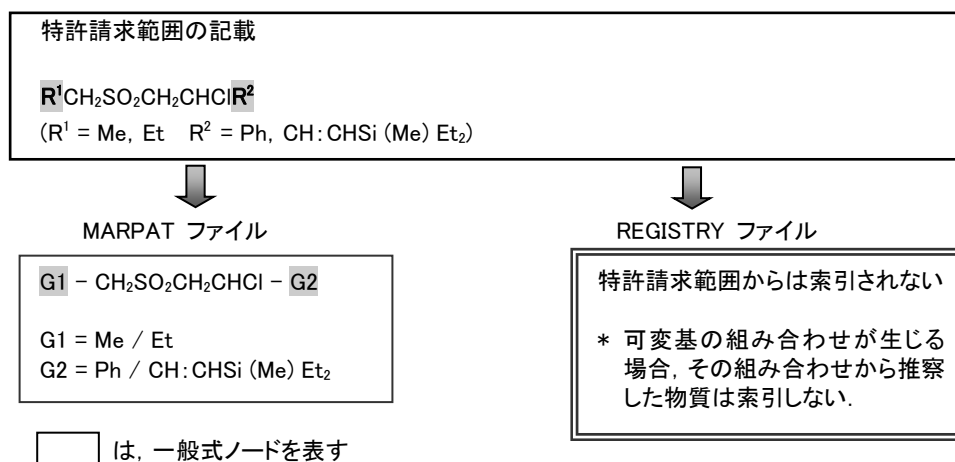 特許請求範囲の記載
R¹CH₂SO₂CH₂CHClR²
(R¹ = Me, Et R² = Ph, CH:CHSi (Me) Et₂)
MARPAT ファイル
G1 − CH₂SO₂CH₂CHCl − G2
G1 = Me / Et
G2 = Ph / CH:CHSi (Me) Et₂
は, 一般式ノードを表す
REGISTRY ファイル
特許請求範囲からは索引されない
* 可変基の組み合わせが生じる
場合, その組み合わせから推察
した物質は索引しない.